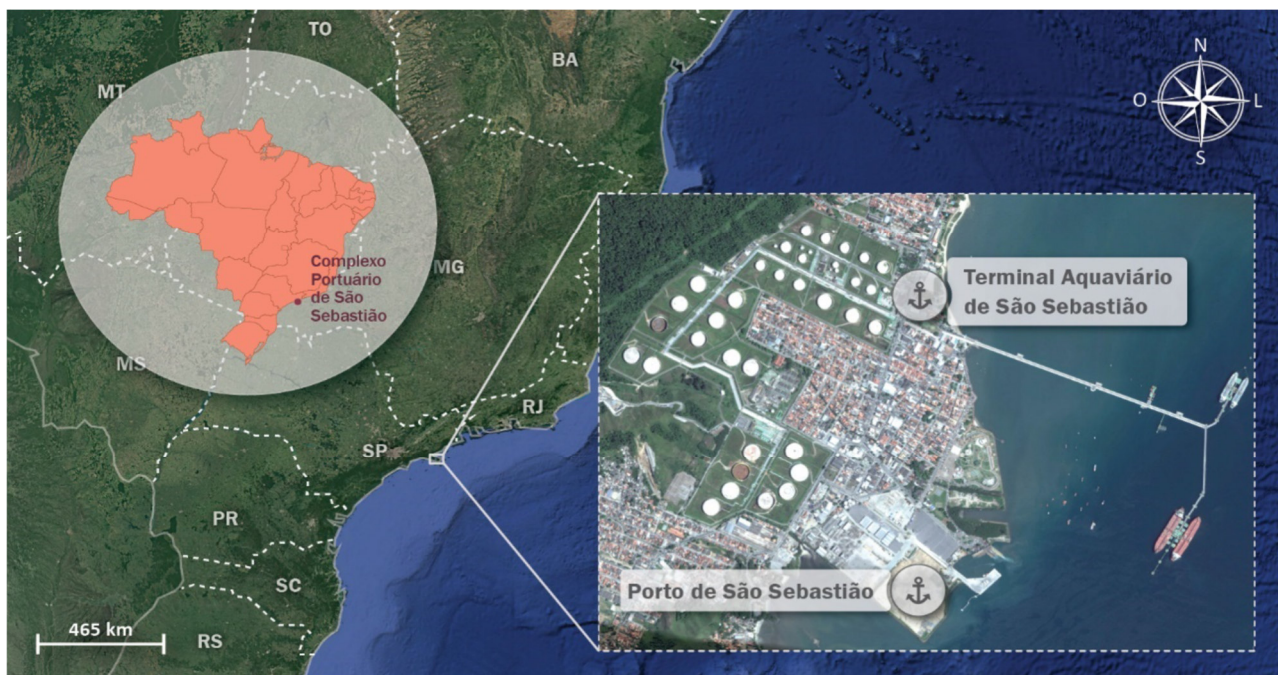 TO
BA
MT
N
O
L
S
Complexo
Portuário
de São
Sebastião
MG
Terminal Aquaviário
de São Sebastião
MS
RJ
SP
PR
SC
Porto de São Sebastião
465 km
RS